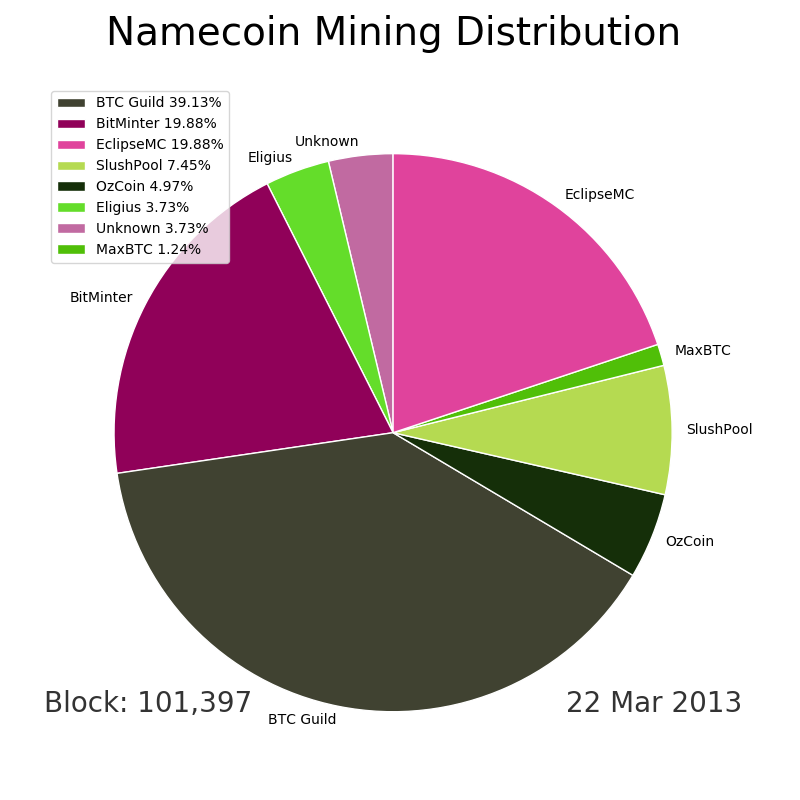 Namecoin Mining Distribution
BTC Guild 39.13%
BitMinter 19.88%
EclipseMC 19.88%
SlushPool 7.45%
OzCoin 4.97%
Eligius 3.73%
Unknown 3.73%
MaxBTC 1.24%
Unknown
Eligius
EclipseMC
BitMinter
MaxBTC
SlushPool
OzCoin
BTC Guild
Block: 101,397
22 Mar 2013